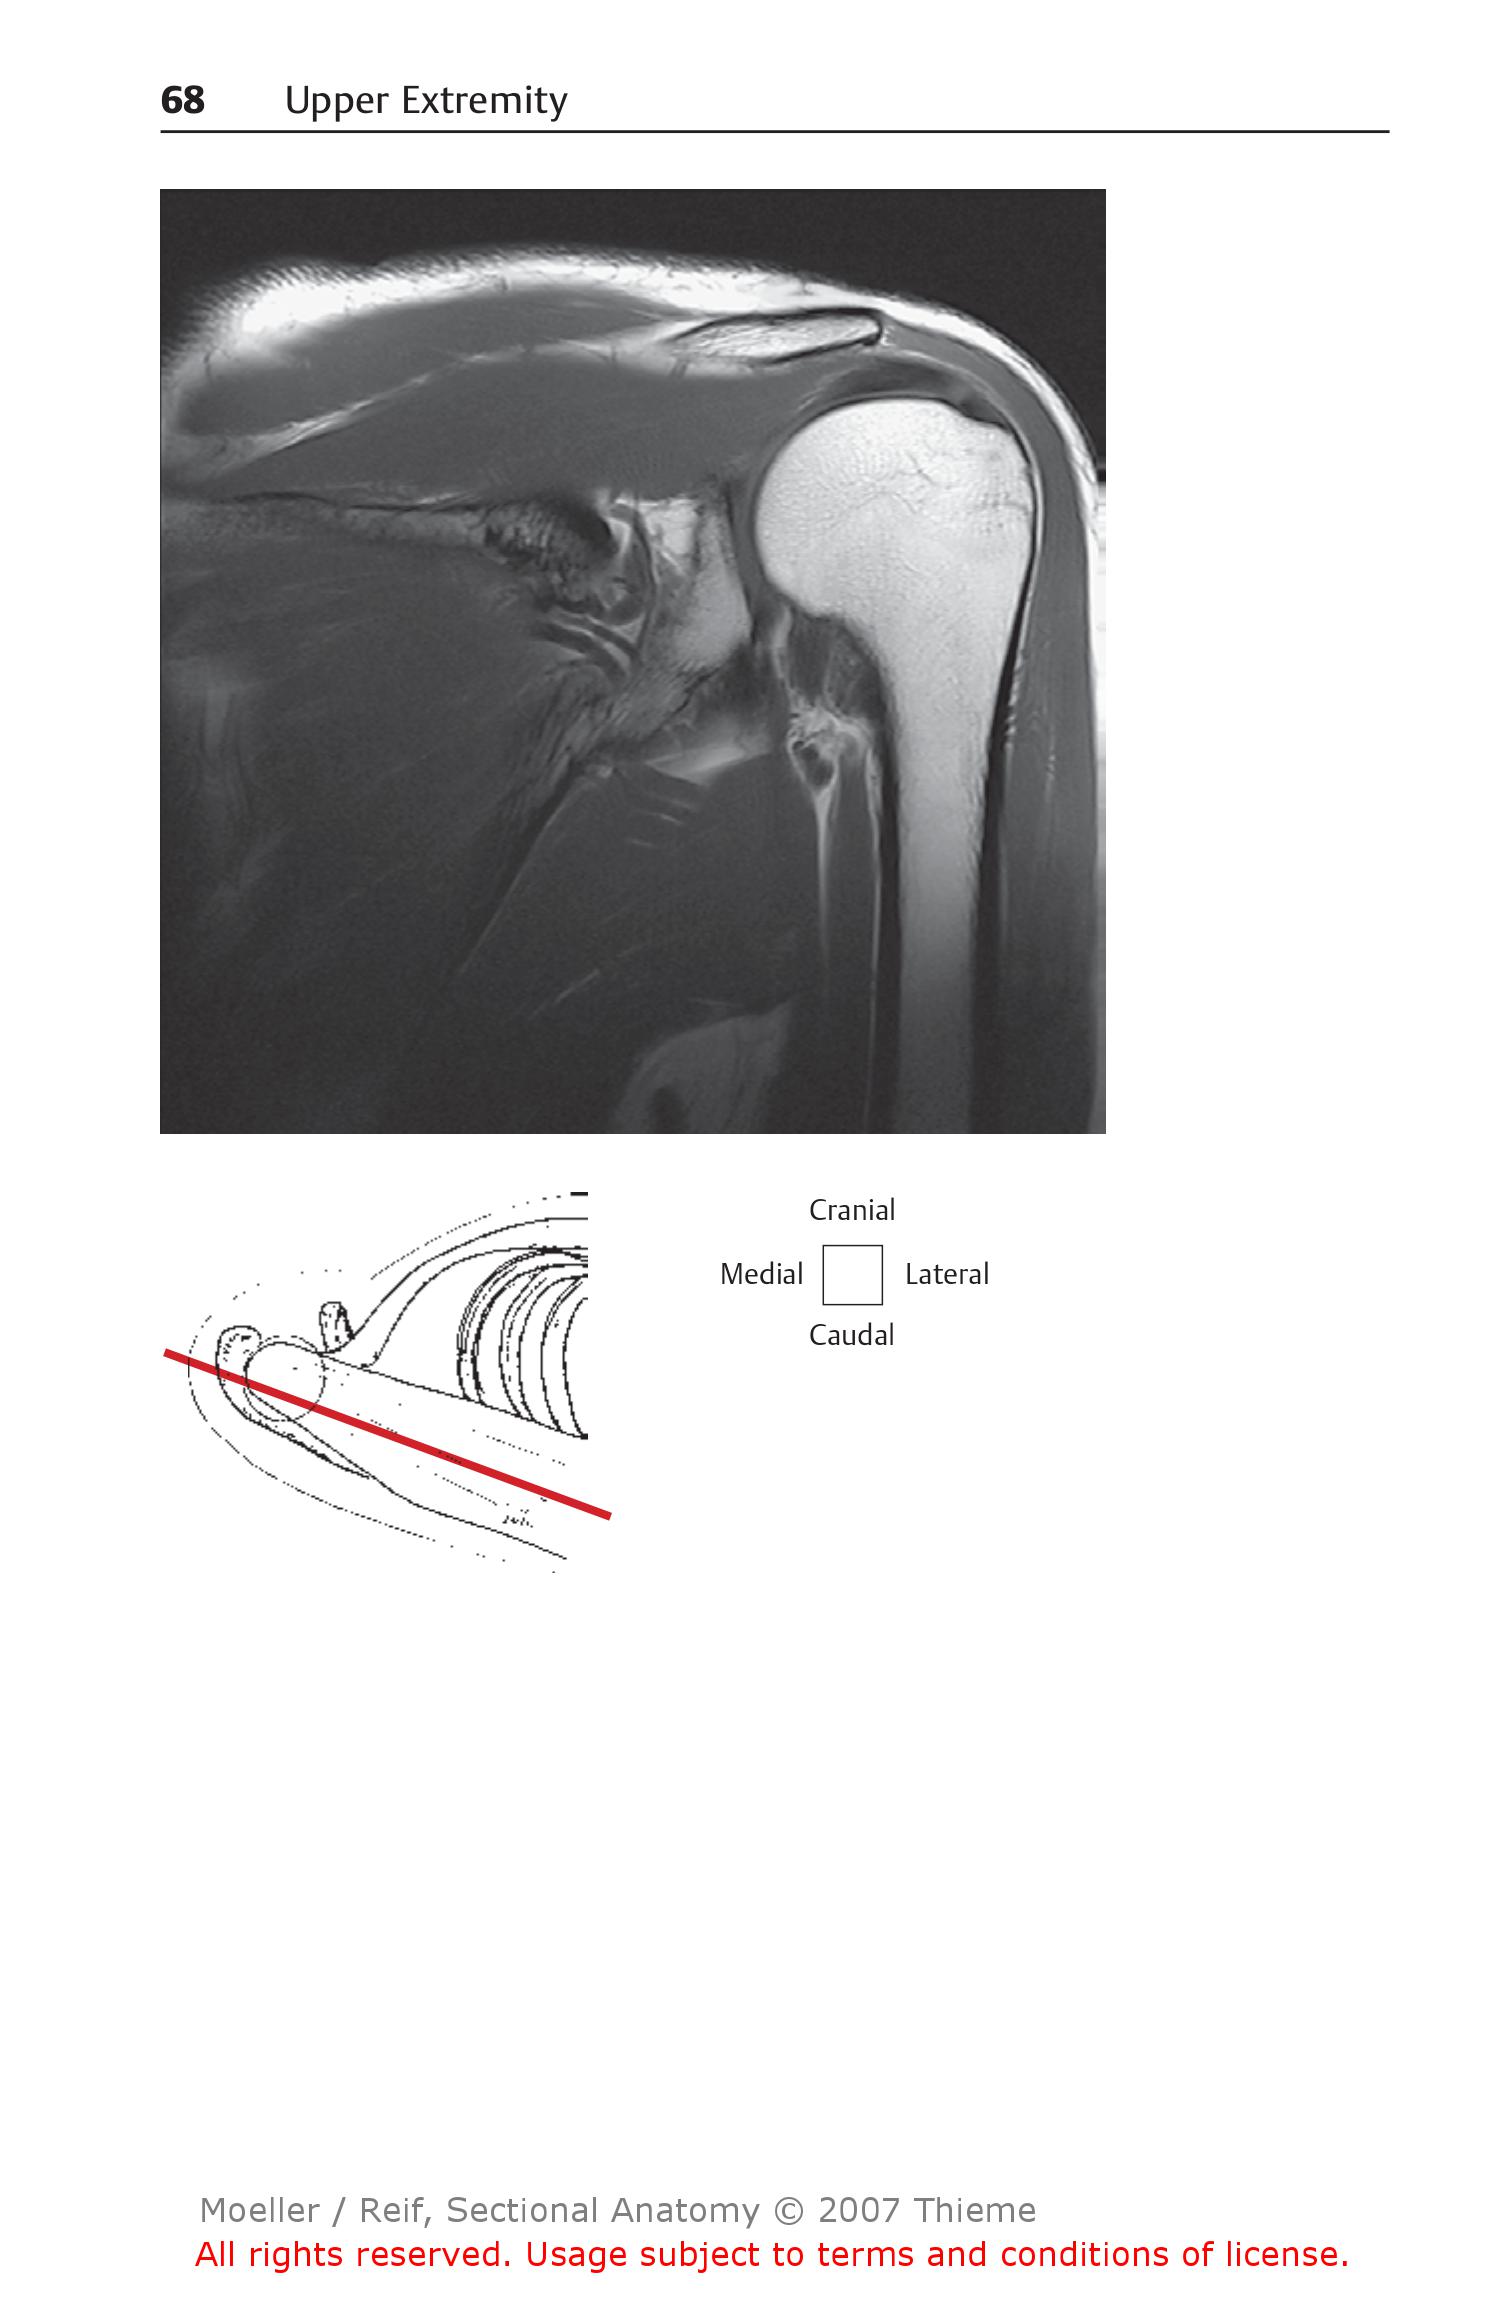 68 Upper Extremity
Cranial
Medial Lateral
Caudal
Moeller / Reif, Sectional Anatomy © 2007 Thieme
All rights reserved. Usage subject to terms and conditions of license.